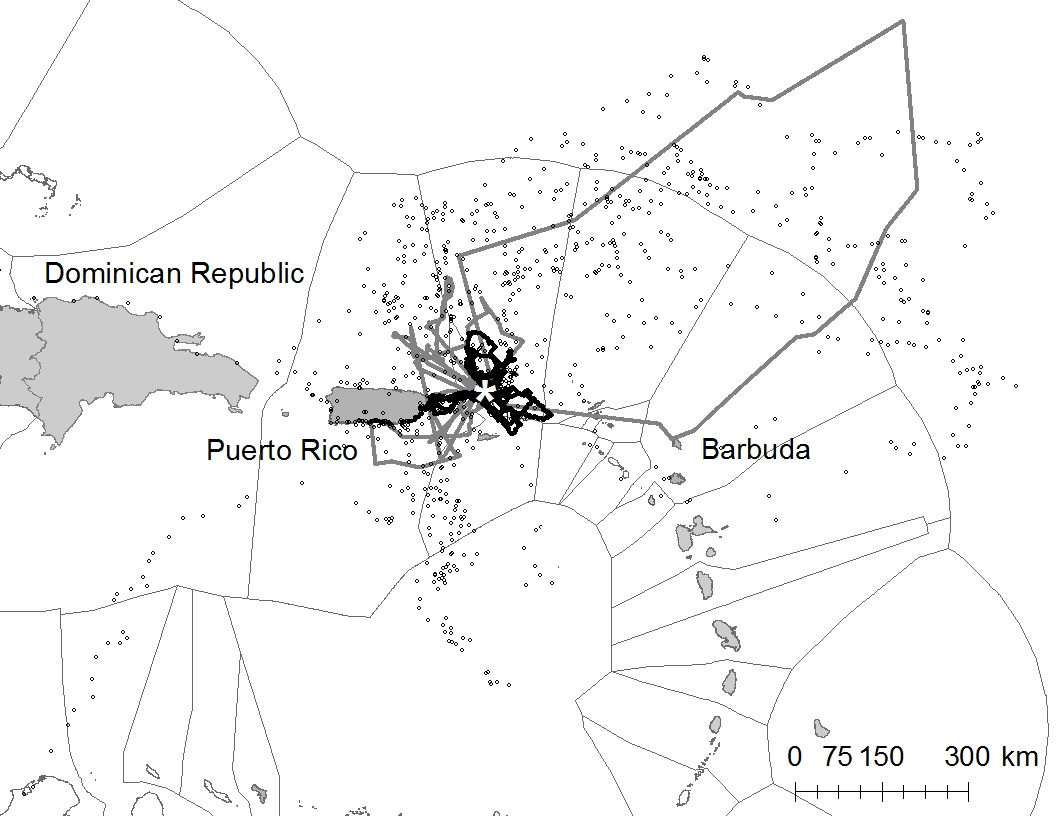 Dominican Republic
Puerto Rico
Barbuda
0 75 150 300 km